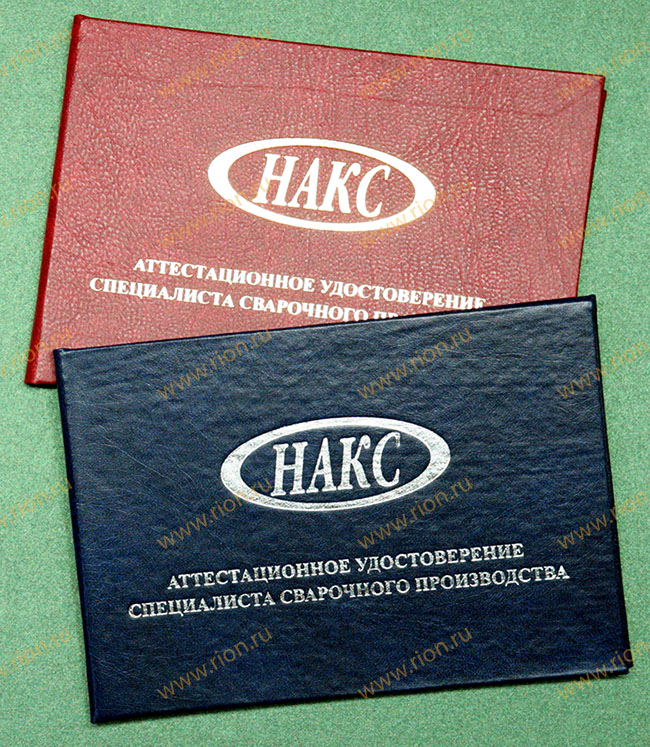 НАКС
АТТЕСТАЦИОННОЕ УДОСТОВЕРЕНИЕ
СПЕЦИАЛИСТА СВАРОЧНОГО
НАКС
АТТЕСТАЦИОННОЕ УДОСТОВЕРЕНИЕ
СПЕЦИАЛИСТА СВАРОЧНОГО ПРОИЗВОДСТВА
www.rion.ru